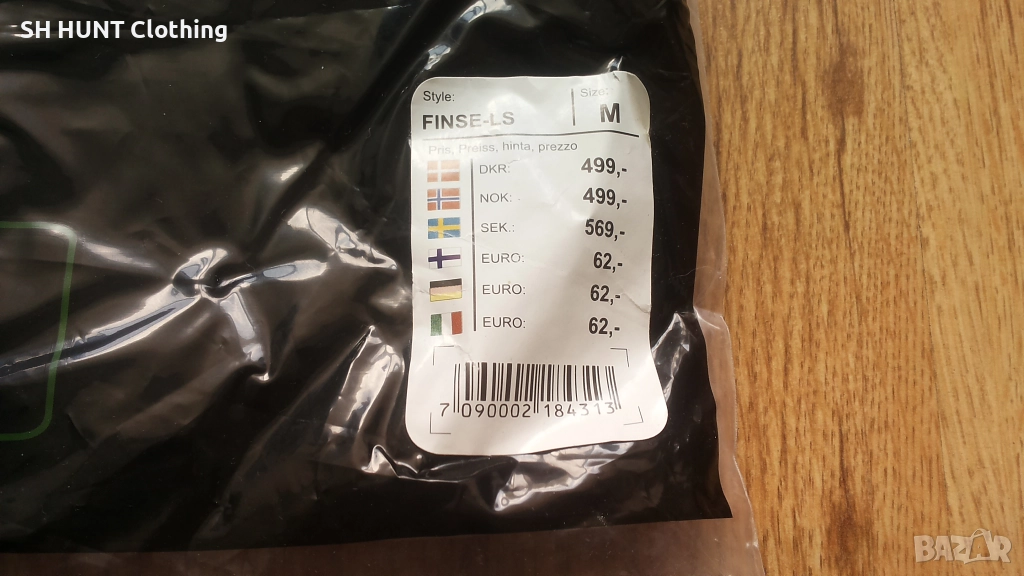 SH HUNT Clothing
Style: Size:
FINSE-LS M
Pris, Preiss, hinta, prezzo
DKR: 499,-
NOK: 499,-
SEK.: 569,-
EURO: 62,-
EURO: 62,-
EURO: 62,-
7 090002 184313
BAZAR